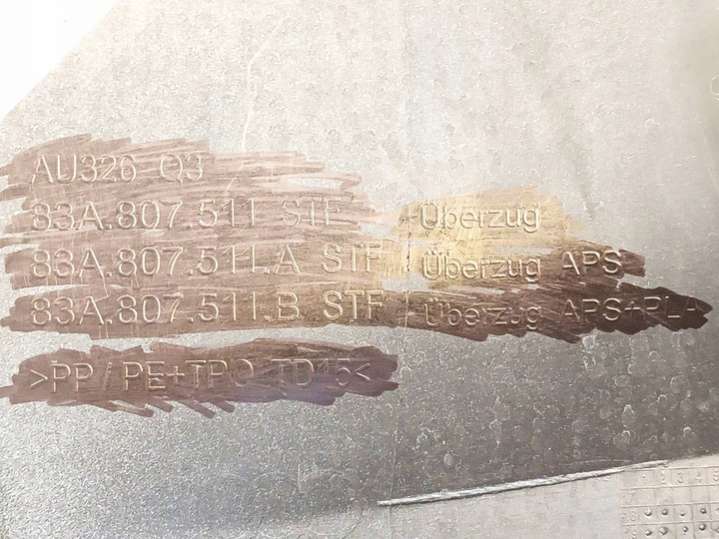 AU326 Q3
83A.807.511 STF Überzug
83A.807.511.A STF Überzug APS
83A.807.511.B STF Überzug APS+PLA
>PP/PE+TPO TD15<